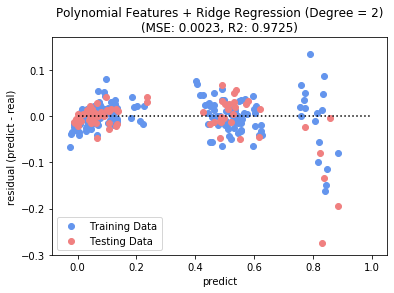 Polynomial Features + Ridge Regression (Degree = 2)
(MSE: 0.0023, R2: 0.9725)
residual (predict - real)
0.1
0.0
−0.1
−0.2
−0.3
Training Data
Testing Data
0.0 0.2 0.4 0.6 0.8 1.0
predict